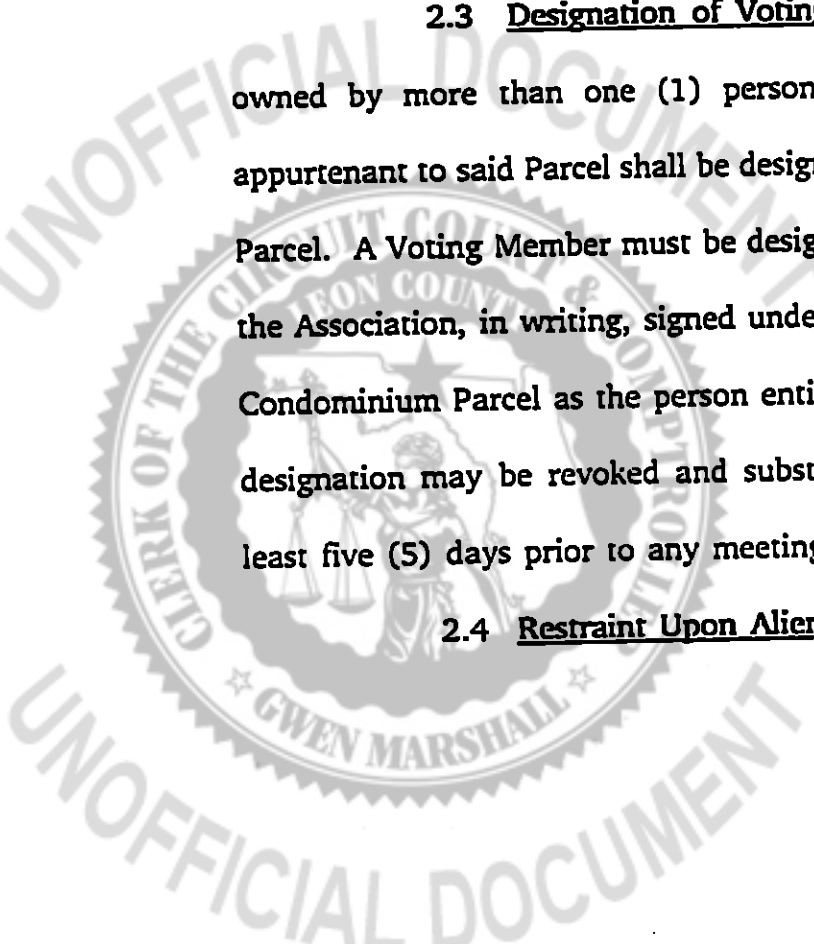 2.3 Designation of Voting
owned by more than one (1) person
appurtenant to said Parcel shall be desig
Parcel. A Voting Member must be desig
the Association, in writing, signed unde
Condominium Parcel as the person enti
designation may be revoked and subst
least five (5) days prior to any meeting
2.4 Restraint Upon Alie
UNOFFICIAL DOCUMENT
CLERK OF THE CIRCUIT COURT & COMPTROLLER
LEON COUNTY
GWEN MARSHALL
UNOFFICIAL DOCUMENT